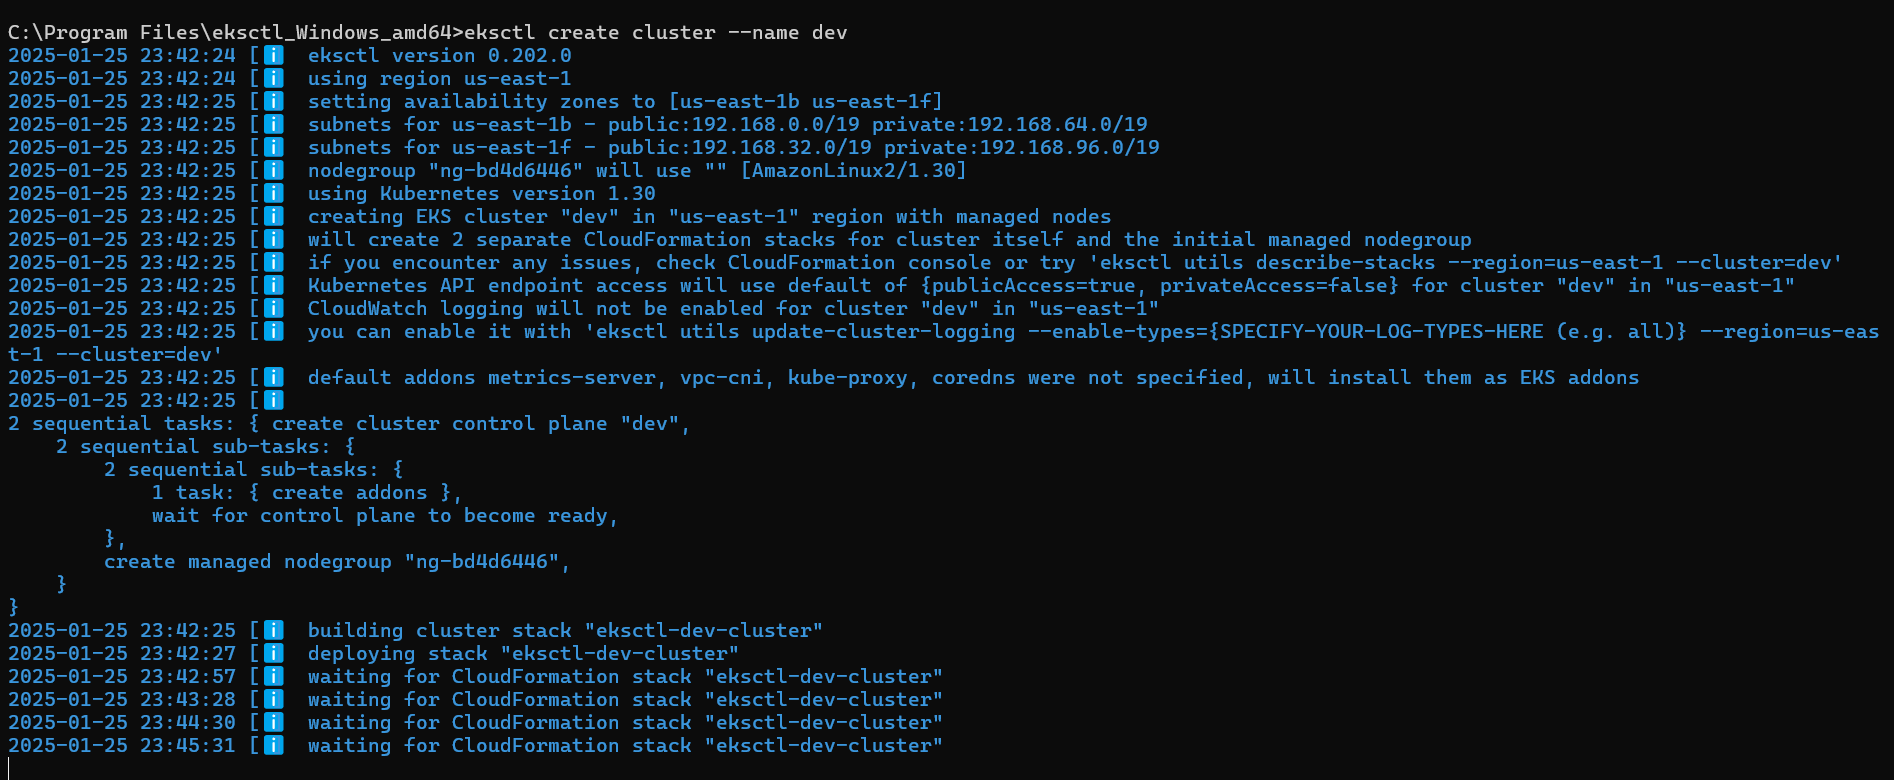 C:\Program Files\eksctl_Windows_amd64>eksctl create cluster --name dev
2025-01-25 23:42:24 [ℹ  eksctl version 0.202.0
2025-01-25 23:42:24 [ℹ  using region us-east-1
2025-01-25 23:42:25 [ℹ  setting availability zones to [us-east-1b us-east-1f]
2025-01-25 23:42:25 [ℹ  subnets for us-east-1b - public:192.168.0.0/19 private:192.168.64.0/19
2025-01-25 23:42:25 [ℹ  subnets for us-east-1f - public:192.168.32.0/19 private:192.168.96.0/19
2025-01-25 23:42:25 [ℹ  nodegroup "ng-bd4d6446" will use "" [AmazonLinux2/1.30]
2025-01-25 23:42:25 [ℹ  using Kubernetes version 1.30
2025-01-25 23:42:25 [ℹ  creating EKS cluster "dev" in "us-east-1" region with managed nodes
2025-01-25 23:42:25 [ℹ  will create 2 separate CloudFormation stacks for cluster itself and the initial managed nodegroup
2025-01-25 23:42:25 [ℹ  if you encounter any issues, check CloudFormation console or try 'eksctl utils describe-stacks --region=us-east-1 --cluster=dev'
2025-01-25 23:42:25 [ℹ  Kubernetes API endpoint access will use default of {publicAccess=true, privateAccess=false} for cluster "dev" in "us-east-1"
2025-01-25 23:42:25 [ℹ  CloudWatch logging will not be enabled for cluster "dev" in "us-east-1"
2025-01-25 23:42:25 [ℹ  you can enable it with 'eksctl utils update-cluster-logging --enable-types={SPECIFY-YOUR-LOG-TYPES-HERE (e.g. all)} --region=us-eas
t-1 --cluster=dev'
2025-01-25 23:42:25 [ℹ  default addons metrics-server, vpc-cni, kube-proxy, coredns were not specified, will install them as EKS addons
2025-01-25 23:42:25 [ℹ
2 sequential tasks: { create cluster control plane "dev",
    2 sequential sub-tasks: {
        2 sequential sub-tasks: {
            1 task: { create addons },
            wait for control plane to become ready,
        },
        create managed nodegroup "ng-bd4d6446",
    }
}
2025-01-25 23:42:25 [ℹ  building cluster stack "eksctl-dev-cluster"
2025-01-25 23:42:27 [ℹ  deploying stack "eksctl-dev-cluster"
2025-01-25 23:42:57 [ℹ  waiting for CloudFormation stack "eksctl-dev-cluster"
2025-01-25 23:43:28 [ℹ  waiting for CloudFormation stack "eksctl-dev-cluster"
2025-01-25 23:44:30 [ℹ  waiting for CloudFormation stack "eksctl-dev-cluster"
2025-01-25 23:45:31 [ℹ  waiting for CloudFormation stack "eksctl-dev-cluster"